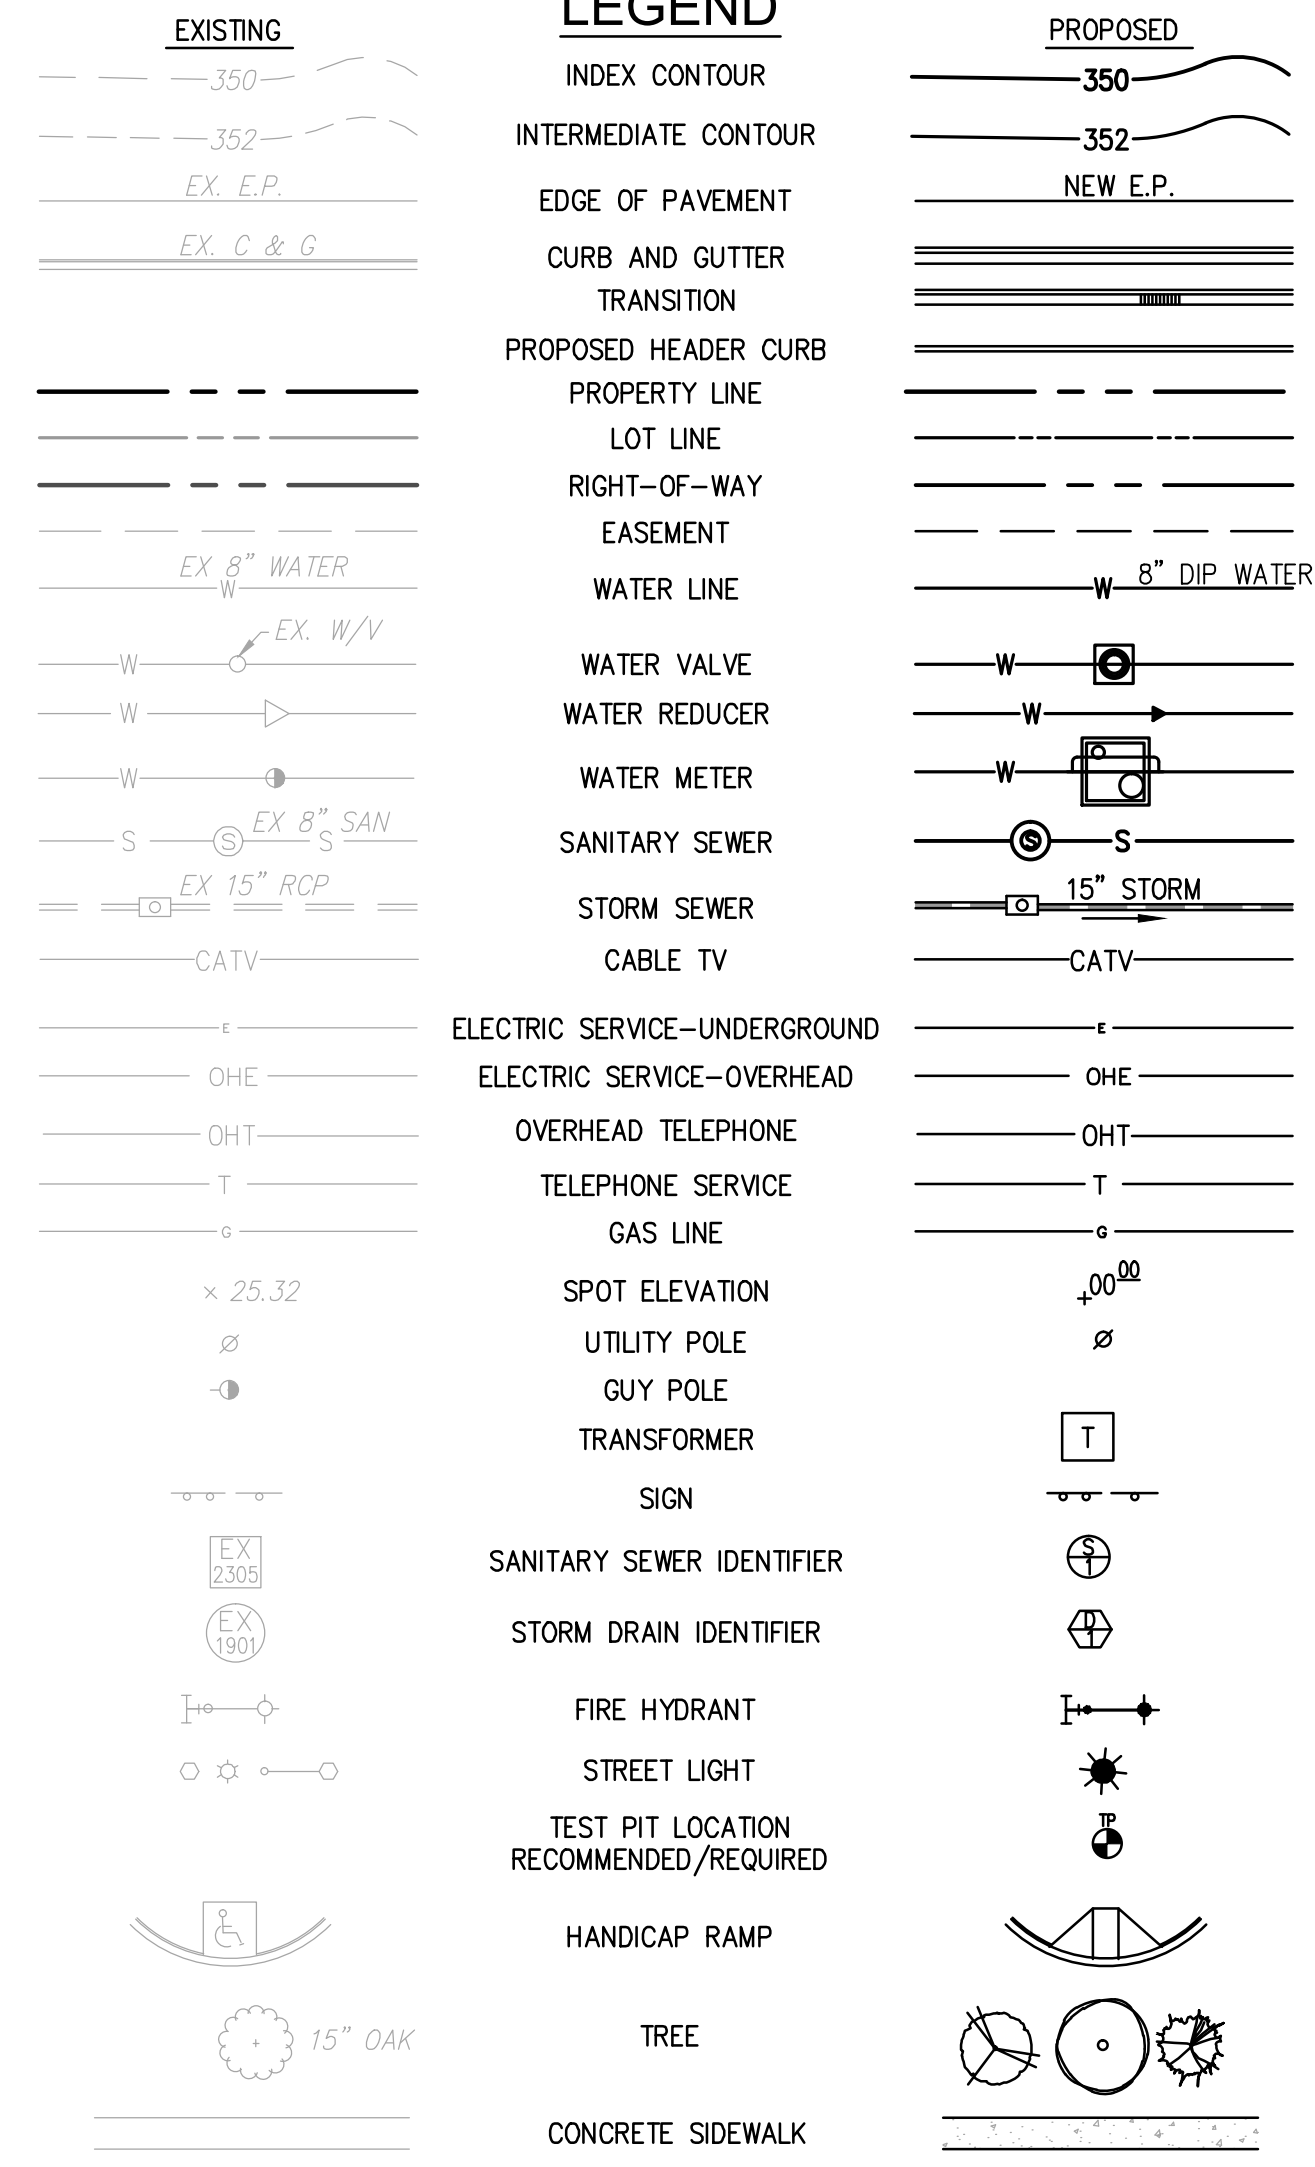 LEGEND
EXISTING PROPOSED
350 INDEX CONTOUR 350
352 INTERMEDIATE CONTOUR 352
EX. E.P. EDGE OF PAVEMENT NEW E.P.
EX. C & G CURB AND GUTTER
TRANSITION
PROPOSED HEADER CURB
PROPERTY LINE
LOT LINE
RIGHT-OF-WAY
EASEMENT
EX 8" WATER 8" DIP WATER
W WATER LINE W
EX. W/V
W WATER VALVE W
W WATER REDUCER W
W WATER METER W
EX 8" SAN
S S S SANITARY SEWER S S
EX 15" RCP 15" STORM
STORM SEWER
CATV CABLE TV CATV
E ELECTRIC SERVICE-UNDERGROUND E
OHE ELECTRIC SERVICE-OVERHEAD OHE
OHT OVERHEAD TELEPHONE OHT
T TELEPHONE SERVICE T
G GAS LINE G
× 25.32 SPOT ELEVATION +00 00
UTILITY POLE
GUY POLE
TRANSFORMER T
SIGN
EX S
2305 SANITARY SEWER IDENTIFIER 1
EX D
1901 STORM DRAIN IDENTIFIER 1
FIRE HYDRANT
STREET LIGHT
TEST PIT LOCATION TP
RECOMMENDED/REQUIRED
HANDICAP RAMP
15" OAK TREE
CONCRETE SIDEWALK